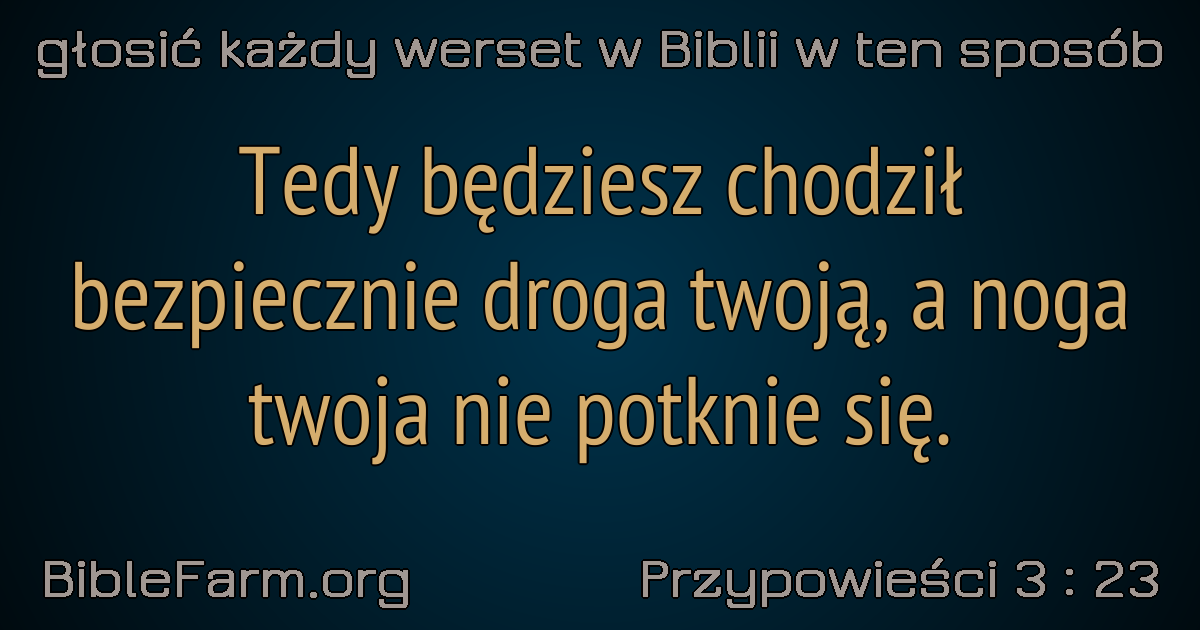 głosić każdy werset w Biblii w ten sposób
Tedy będziesz chodził
bezpiecznie droga twoją, a noga
twoja nie potknie się.
BibleFarm.org
Przypowieści 3 : 23